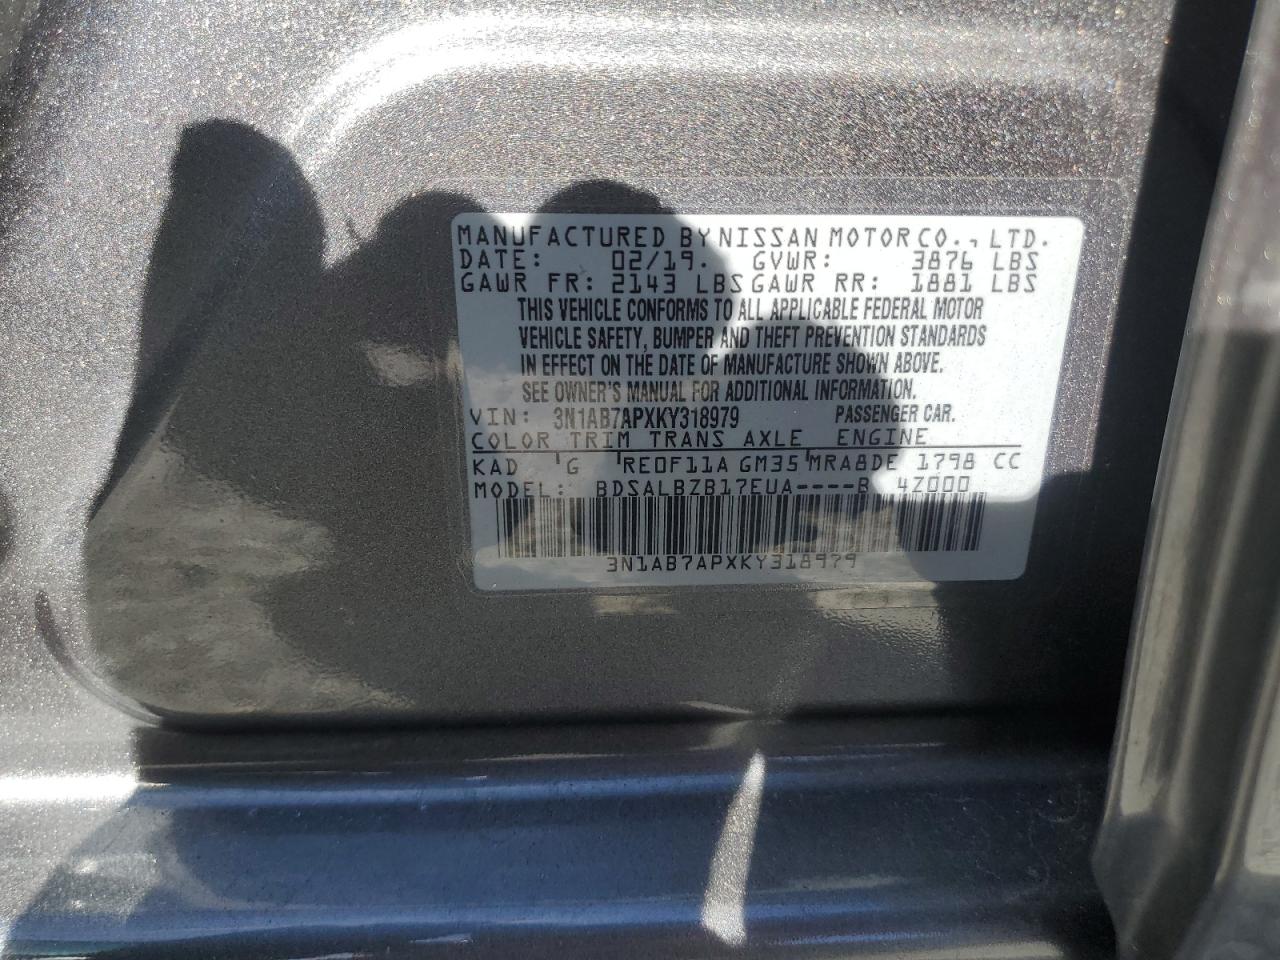 MANUFACTURED BY NISSAN MOTOR CO., LTD.
DATE: 02/19. GVWR: 3876 LBS
GAWR FR: 2143 LBS GAWR RR: 1881 LBS
THIS VEHICLE CONFORMS TO ALL APPLICABLE FEDERAL MOTOR
VEHICLE SAFETY, BUMPER AND THEFT PREVENTION STANDARDS
IN EFFECT ON THE DATE OF MANUFACTURE SHOWN ABOVE.
SEE OWNER'S MANUAL FOR ADDITIONAL INFORMATION.
VIN: 3N1AB7APXKY318979 PASSENGER CAR.
COLOR TRIM TRANS AXLE ENGINE
KAD G RE0F11A GM35 MRA8DE 1798 CC
MODEL: BDSALBZB17EUA----B 4Z000
3N1AB7APXKY318979